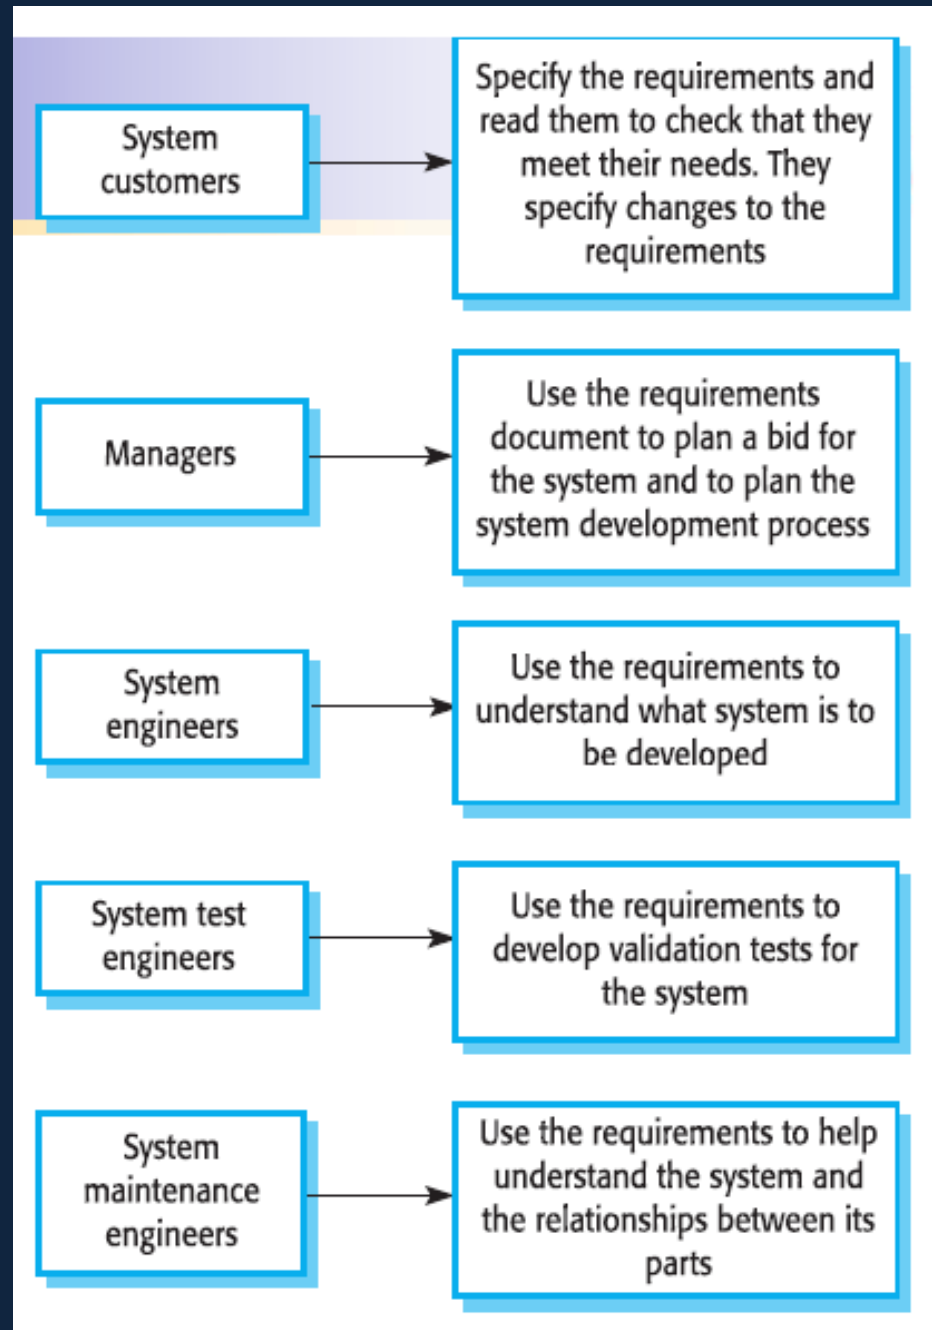 System
customers
Specify the requirements and
read them to check that they
meet their needs. They
specify changes to the
requirements
Managers
Use the requirements
document to plan a bid for
the system and to plan the
system development process
System
engineers
Use the requirements to
understand what system is to
be developed
System test
engineers
Use the requirements to
develop validation tests for
the system
System
maintenance
engineers
Use the requirements to help
understand the system and
the relationships between its
parts